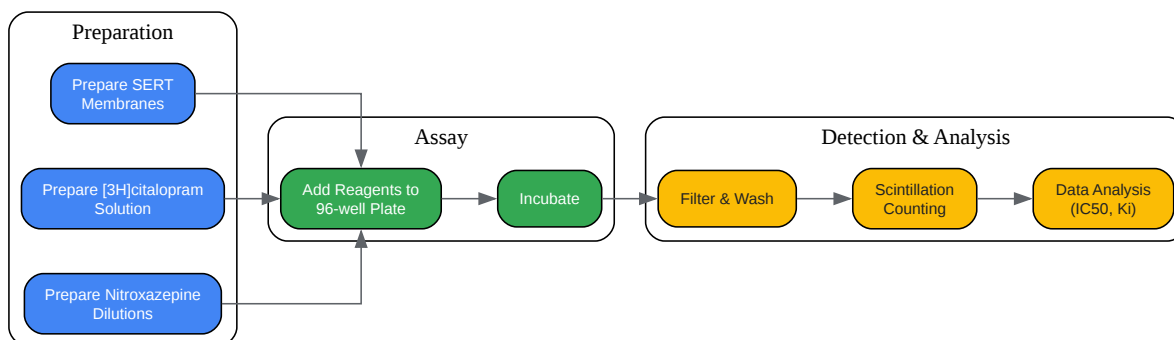 Preparation
Prepare SERT
Membranes
Prepare [3H]citalopram
Solution
Prepare Nitroxazepine
Dilutions
Assay
Add Reagents to
96-well Plate
Incubate
Detection & Analysis
Filter & Wash
Scintillation
Counting
Data Analysis
(IC50, Ki)